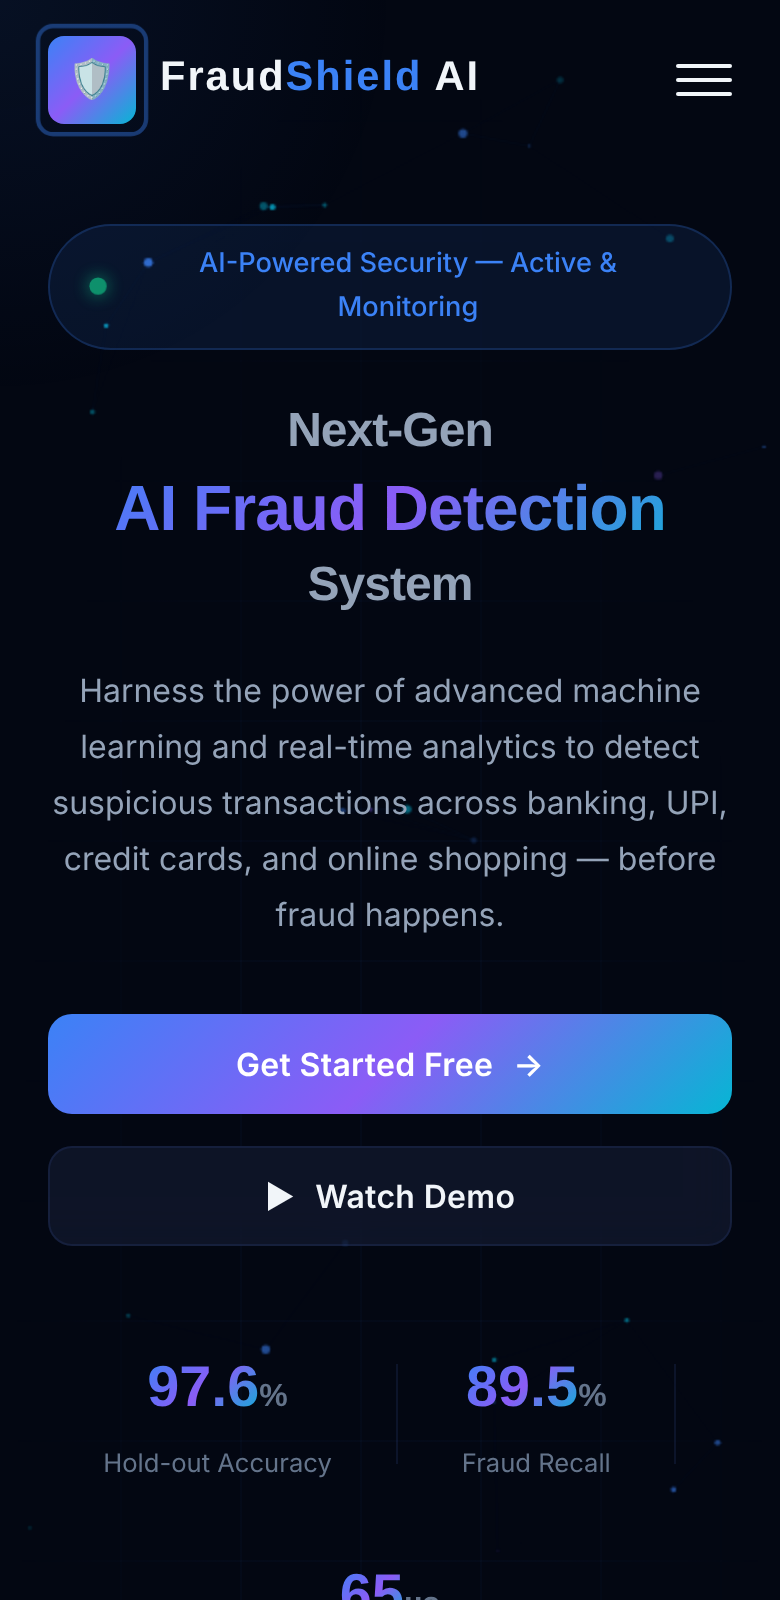 FraudShield AI
AI-Powered Security — Active &
Monitoring
Next-Gen
AI Fraud Detection
System
Harness the power of advanced machine
learning and real-time analytics to detect
suspicious transactions across banking, UPI,
credit cards, and online shopping — before
fraud happens.
Get Started Free →
▶ Watch Demo
97.6% 89.5%
Hold-out Accuracy Fraud Recall
65